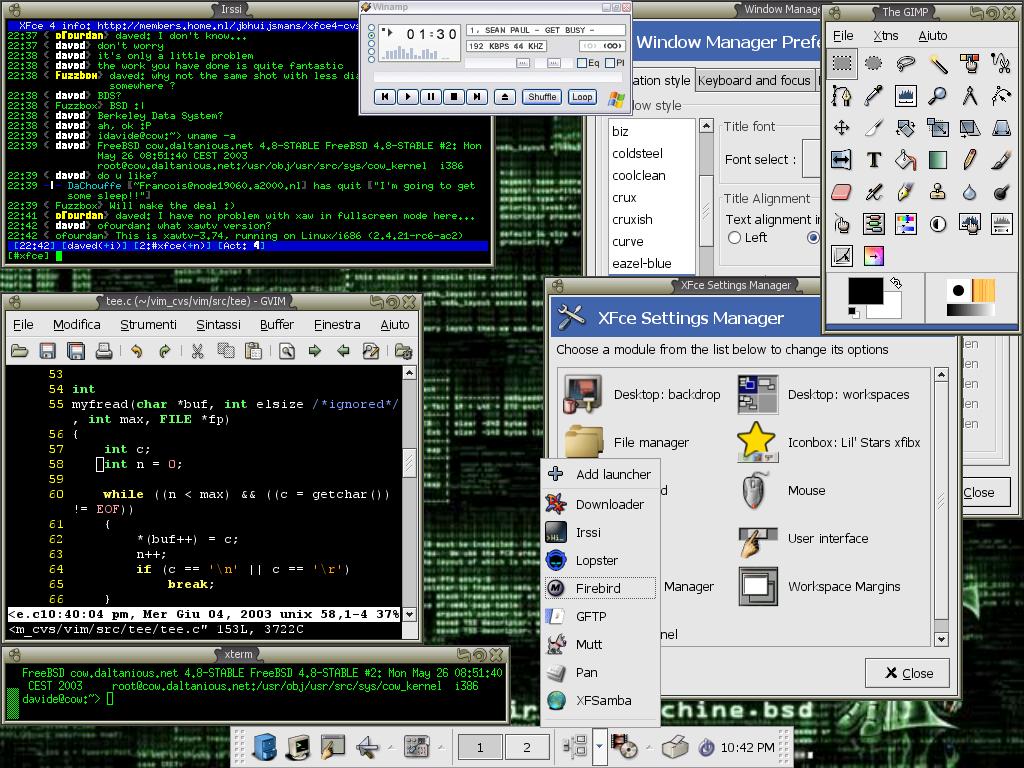 Irssi
XFce 4 info: http://members.home.nl/jbhuijsmans/xfce4-cvs
22:37 < ofourdan> daved: I don't know...
22:37 < daved> don't worry
22:38 < daved> it's only a little problem
22:38 < daved> the work you have done is quite fantastic
22:38 < Fuzzbox> daved: why not the same shot with less dia
somewhere ?
22:38 < daved> BDS?
22:38 < Fuzzbox> BSD :|
22:38 < daved> Berkeley Data System?
22:38 < daved> ah, ok :P
22:39 < daved> idavide@cow:~> uname -a
22:39 < daved> FreeBSD cow.daltanious.net 4.8-STABLE FreeBSD 4.8-STABLE #2: Mon
May 26 08:51:40 CEST 2003
root@cow.daltanious.net:/usr/obj/usr/src/sys/cow_kernel i386
22:39 < daved> do u like?
22:39 -!- DaChouffe [~Francois@node19060.a2000.nl] has quit ["I'm going to get
some sleep!!"]
22:39 < Fuzzbox> Will make the deal :)
22:41 < ofourdan> daved: I have no problem with xaw in fullscreen mode here...
22:42 < daved> ofourdan: what xawtv version?
22:42 < ofourdan> This is xawtv-3.74, running on Linux/i686 (2.4.21-rc6-ac2)
[22:42] [daved(+i)] [2:#xfce(+n)] [Act: 4]
[#xfce]
Winamp
01:30
1. SEAN PAUL - GET BUSY -
192 KBPS 44 KHZ
Eq
Pl
Shuffle
Loop
Window Manag
Window Manager Prefe
ation style
Keyboard and focus
ow style
biz
coldsteel
coolclean
crux
cruxish
curve
eazel-blue
Title font
Font select :
Title Alignment
Text alignment in
Left
The GIMP
File
Xtns
Aiuto
tee.c (~/vim_cvs/vim/src/tee) - GVIM
File
Modifica
Strumenti
Sintassi
Buffer
Finestra
Aiuto
53
54 int
55 myfread(char *buf, int elsize /*ignored*/
, int max, FILE *fp)
56 {
57 int c;
58 int n = 0;
59
60 while ((n < max) && ((c = getchar())
!= EOF))
61 {
62 *(buf++) = c;
63 n++;
64 if (c == '\n' || c == '\r')
65 break;
66 }
<e.c10:40:04 pm, Mer Giu 04, 2003 unix 58,1-4 37%
<m_cvs/vim/src/tee/tee.c" 153L, 3722C
XFce Settings Manager
XFce Settings Manager
Choose a module from the list below to change its options
Desktop: backdrop
Desktop: workspaces
File manager
Iconbox: Lil' Stars xfibx
d
Mouse
User interface
Manager
Workspace Margins
nel
Close
en
en
en
en
en
Close
Add launcher
Downloader
Irssi
Lopster
Firebird
GFTP
Mutt
Pan
XFSamba
xterm
FreeBSD cow.daltanious.net 4.8-STABLE FreeBSD 4.8-STABLE #2: Mon May 26 08:51:40
CEST 2003 root@cow.daltanious.net:/usr/obj/usr/src/sys/cow_kernel i386
davide@cow:~>
chine.bsd
1
2
10:42 PM